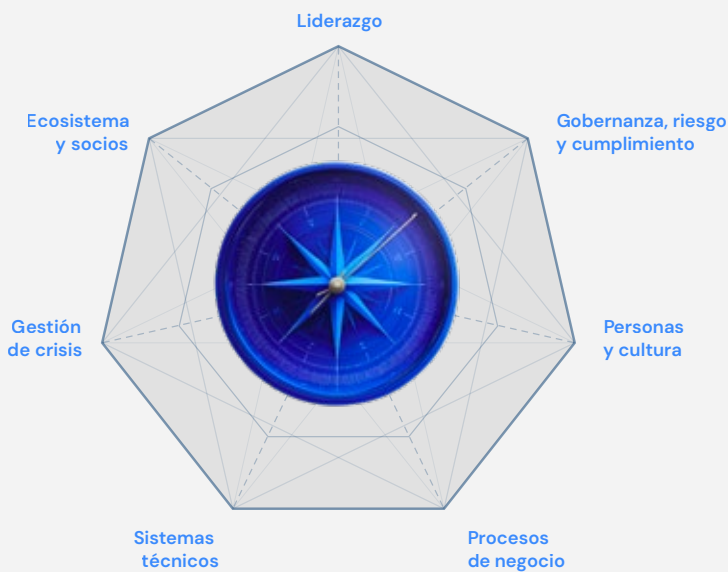 Liderazgo
Ecosistema
y socios
Gobernanza, riesgo
y cumplimiento
Gestión
de crisis
Personas
y cultura
Sistemas
técnicos
Procesos
de negocio